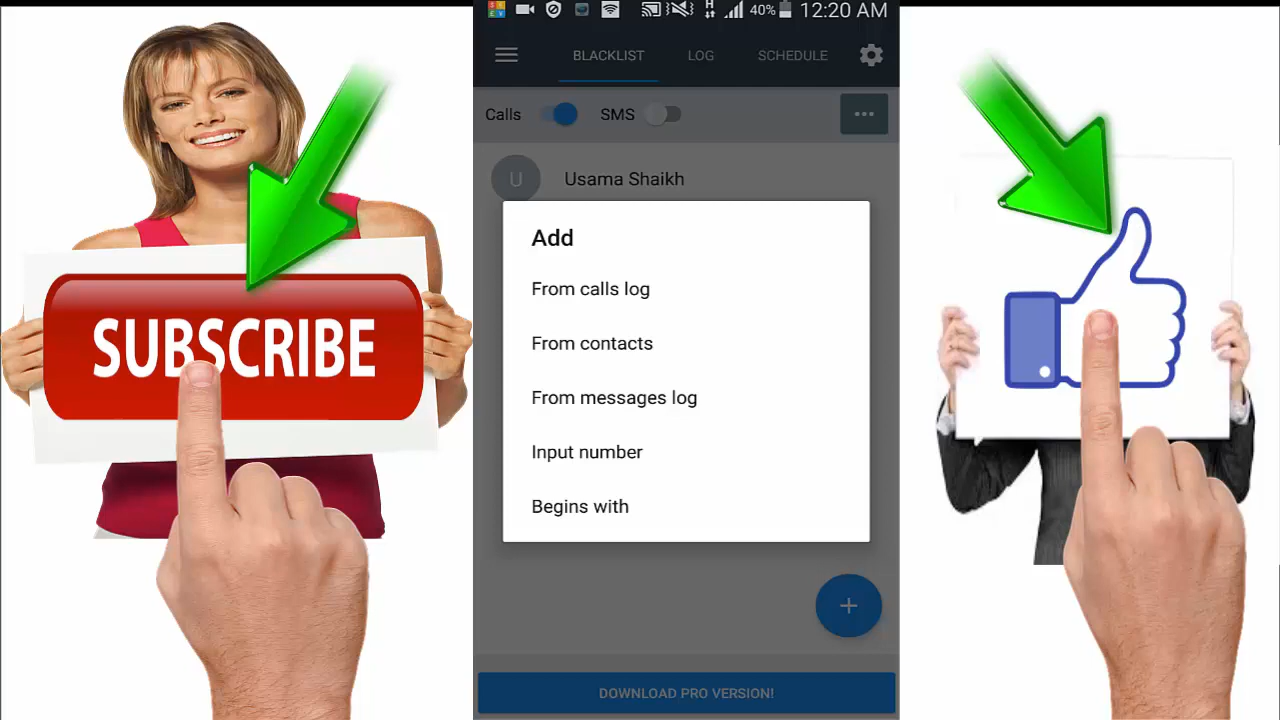 SUBSCRIBE
40% 12:20 AM
BLACKLIST LOG SCHEDULE
Calls SMS
U Usama Shaikh
Add
From calls log
From contacts
From messages log
Input number
Begins with
DOWNLOAD PRO VERSION!